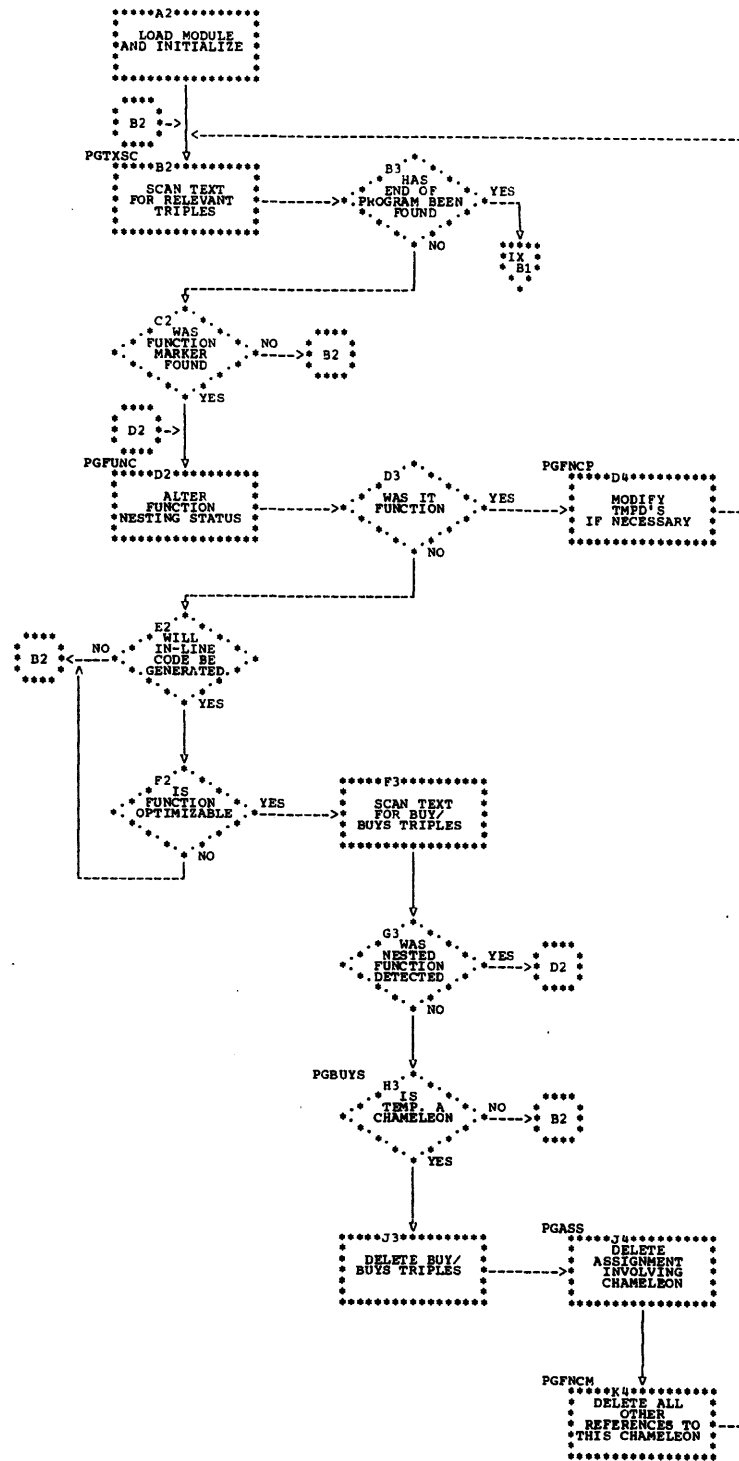 A2
LOAD MODULE
AND INITIALIZE
B2
PGTXSC
B2
SCAN TEXT
FOR RELEVANT
TRIPLES
B3
HAS
END OF
PROGRAM BEEN
FOUND
YES
NO
IX
B1
C2
WAS
FUNCTION
MARKER
FOUND
NO
B2
YES
D2
PGFUNC
D2
ALTER
FUNCTION
NESTING STATUS
D3
WAS IT
FUNCTION
YES
NO
PGFNCP
D4
MODIFY
TMPD'S
IF NECESSARY
E2
WILL
IN-LINE
CODE BE
GENERATED
NO
B2
YES
F2
IS
FUNCTION
OPTIMIZABLE
YES
NO
F3
SCAN TEXT
FOR BUY/
BUYS TRIPLES
G3
WAS
NESTED
FUNCTION
DETECTED
YES
D2
NO
PGBUYS
H3
IS
TEMP. A
CHAMELEON
NO
B2
YES
J3
DELETE BUY/
BUYS TRIPLES
PGASS
J4
DELETE
ASSIGNMENT
INVOLVING
CHAMELEON
PGFNCM
K4
DELETE ALL
OTHER
REFERENCES TO
THIS CHAMELEON